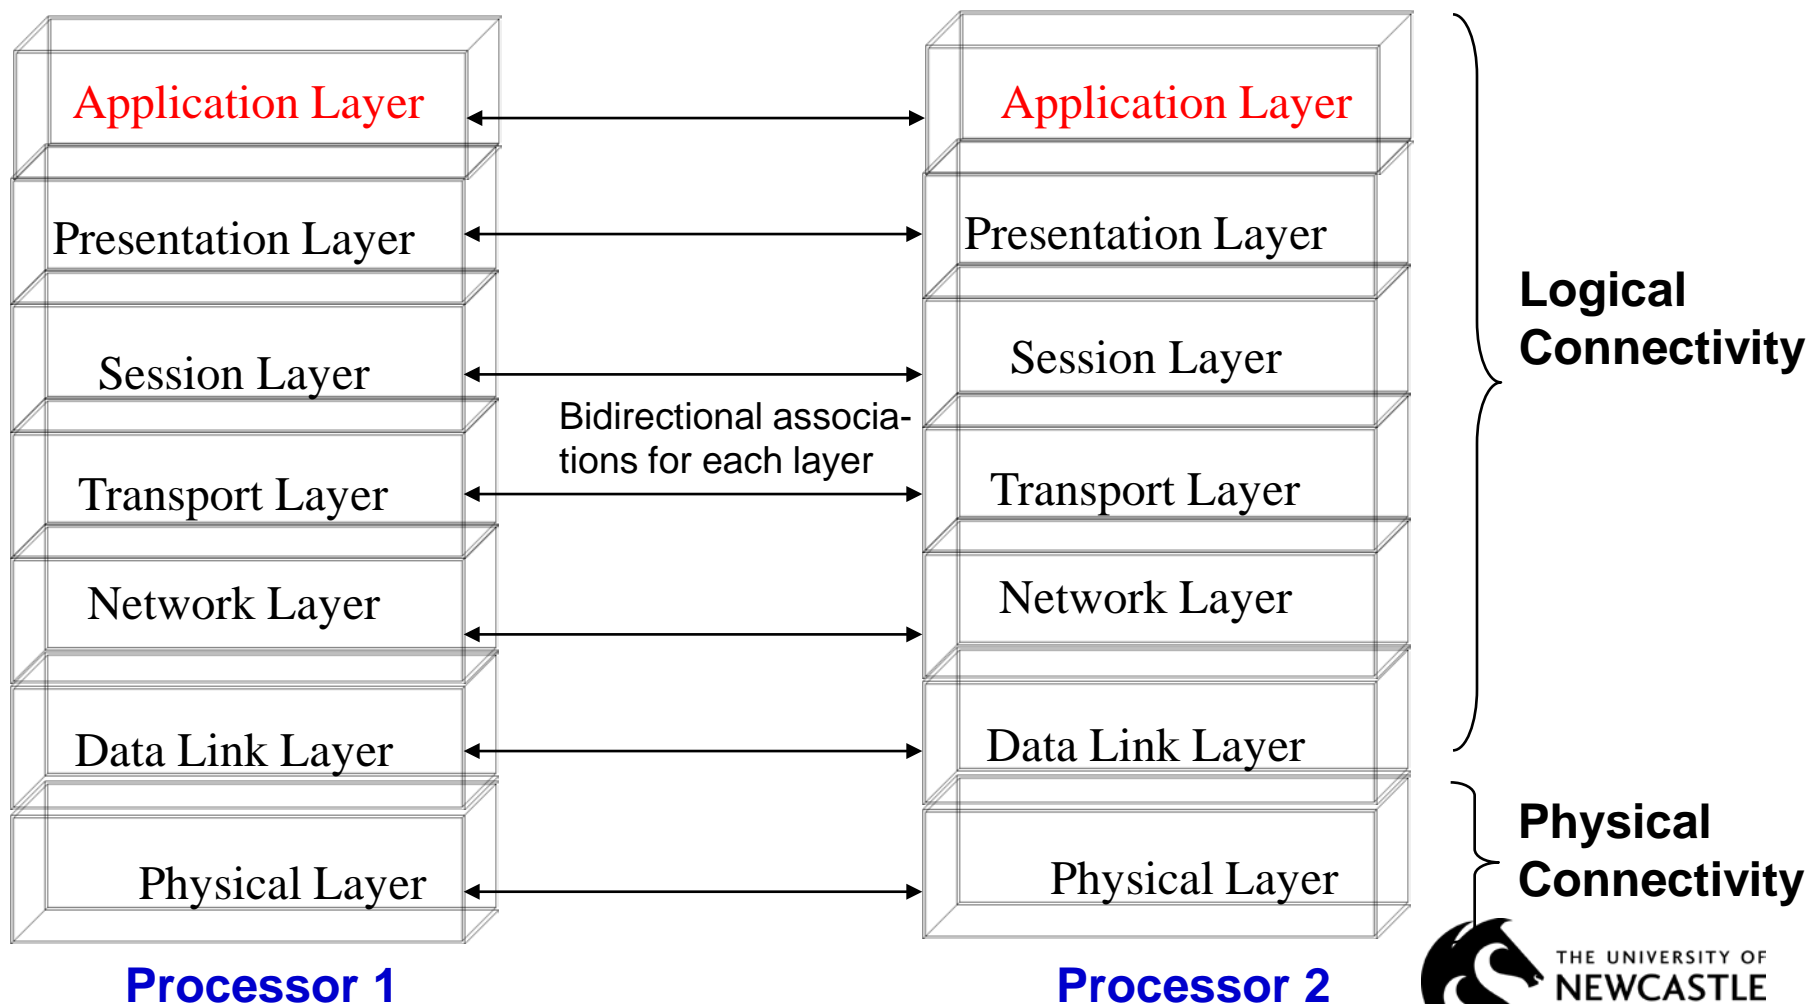 Application Layer
Application Layer
Presentation Layer
Presentation Layer
Logical
Connectivity
Session Layer
Session Layer
Bidirectional associa-
tions for each layer
Transport Layer
Transport Layer
Network Layer
Network Layer
Data Link Layer
Data Link Layer
Physical
Connectivity
Physical Layer
Physical Layer
Processor 1
Processor 2
THE UNIVERSITY OF
NEWCASTLE